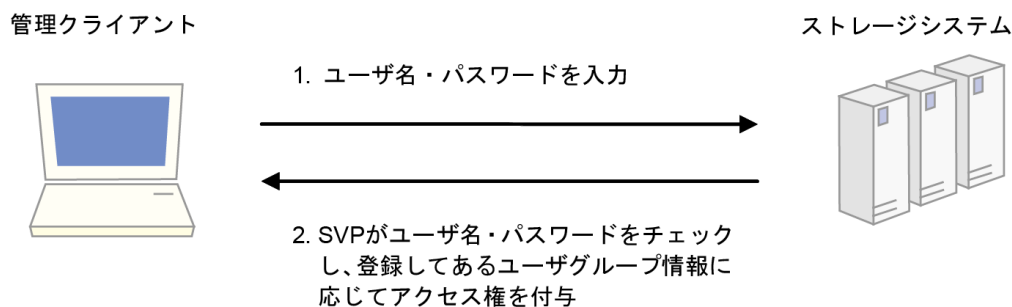 管理クライアント
ストレージシステム
1. ユーザ名・パスワードを入力
2. SVPがユーザ名・パスワードをチェック
し、登録してあるユーザグループ情報に
応じてアクセス権を付与